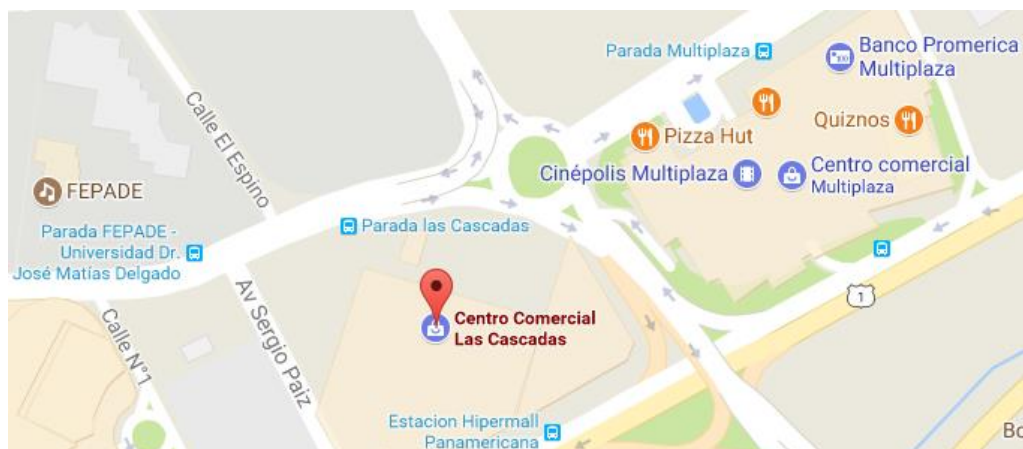 Parada Multiplaza
Banco Promerica
Multiplaza
Calle El Espino
Quiznos
Pizza Hut
Cinépolis Multiplaza
Centro comercial
Multiplaza
FEPADE
Parada las Cascadas
Parada FEPADE -
Universidad Dr.
José Matías Delgado
1
Av Sergio Paiz
Calle N°1
Centro Comercial
Las Cascadas
Estacion Hipermall
Panamericana
Bo